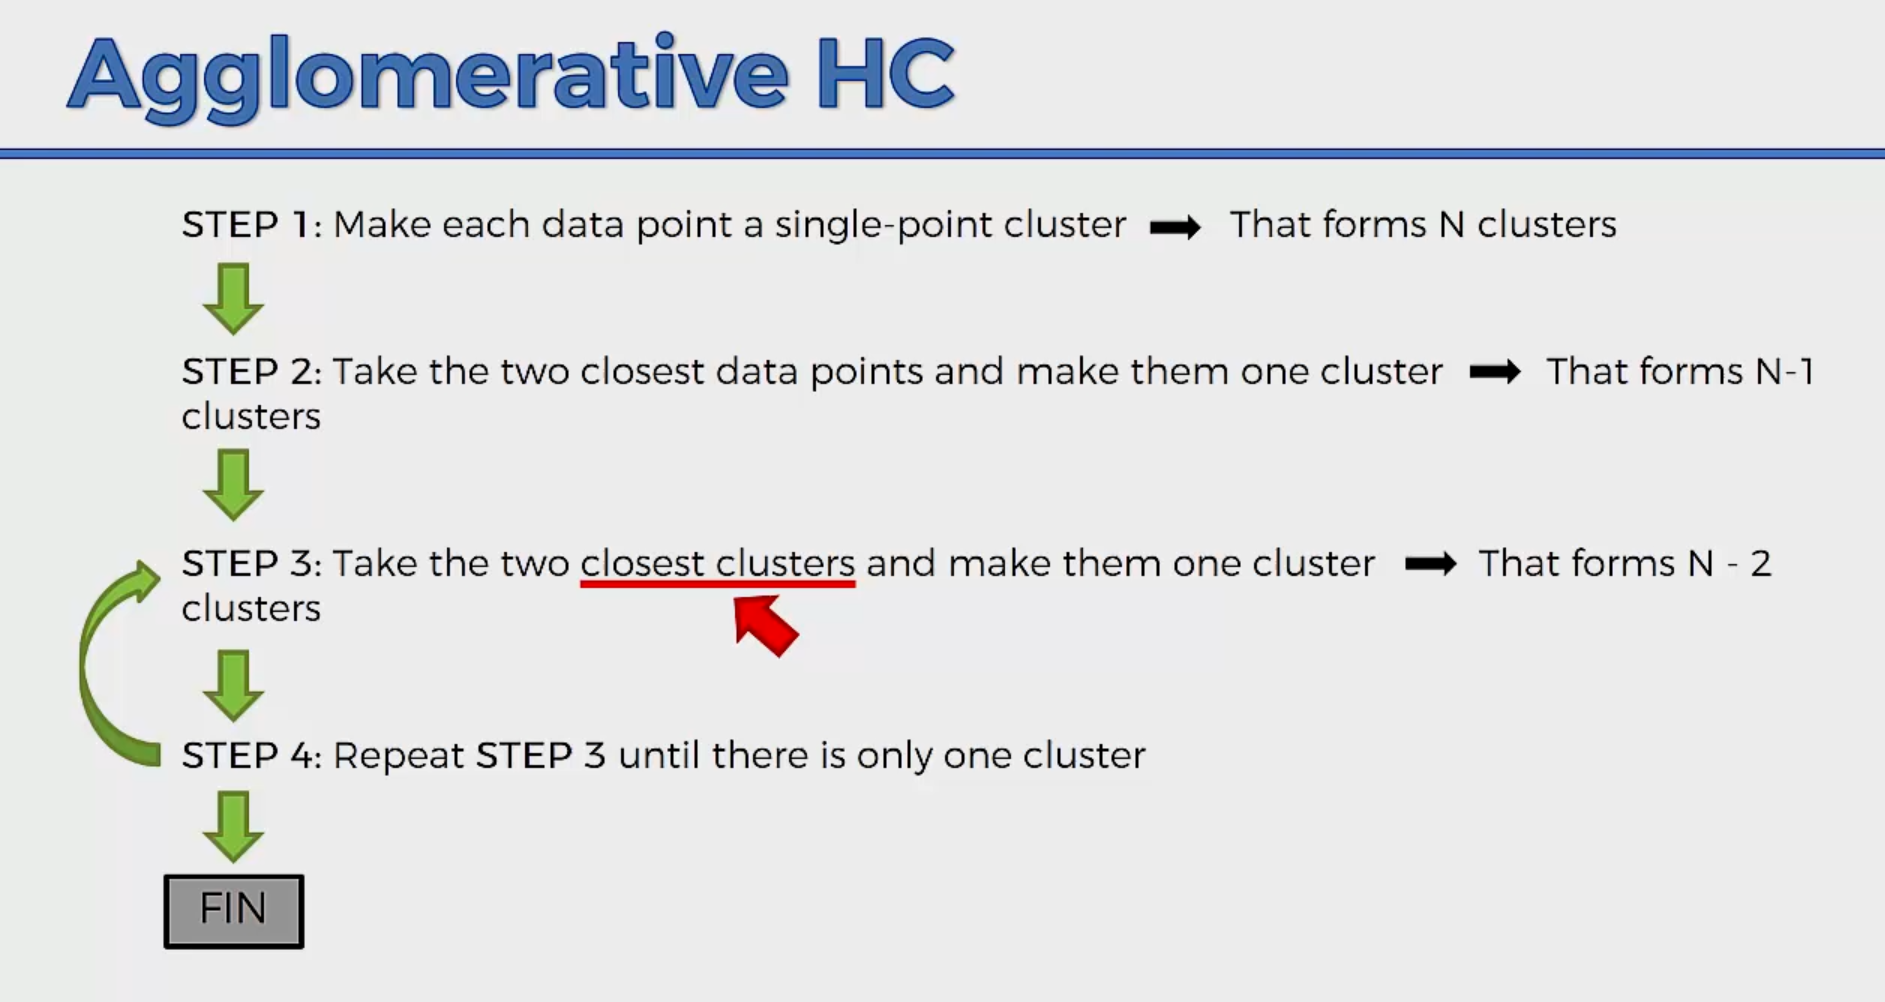 Agglomerative HC
STEP 1: Make each data point a single-point cluster ➡ That forms N clusters
STEP 2: Take the two closest data points and make them one cluster ➡ That forms N-1
clusters
STEP 3: Take the two closest clusters and make them one cluster ➡ That forms N - 2
clusters
STEP 4: Repeat STEP 3 until there is only one cluster
FIN